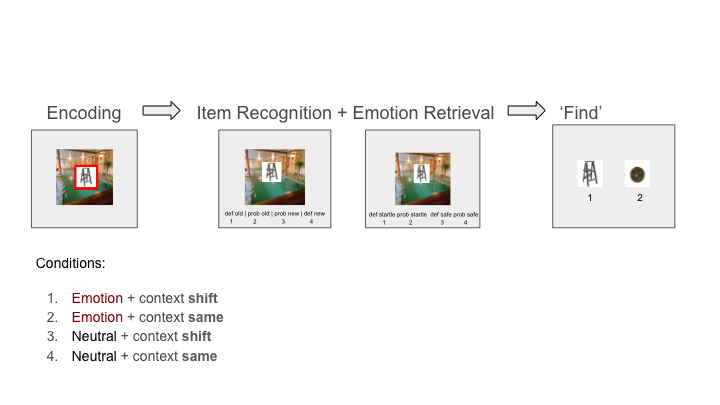 Encoding
Item Recognition + Emotion Retrieval
‘Find’
def old | prob old | prob new | def new
1 2 3 4
def startle prob startle def safe prob safe
1 2 3 4
1 2
Conditions:
1. Emotion + context shift
2. Emotion + context same
3. Neutral + context shift
4. Neutral + context same